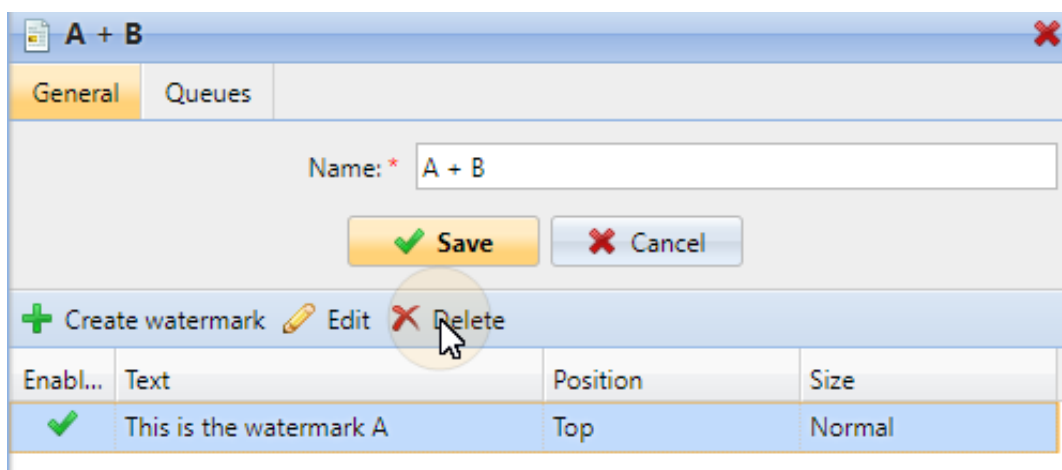 A + B
General Queues
Name: * A + B
Save Cancel
Create watermark Edit Delete
Enabl... Text Position Size
This is the watermark A Top Normal